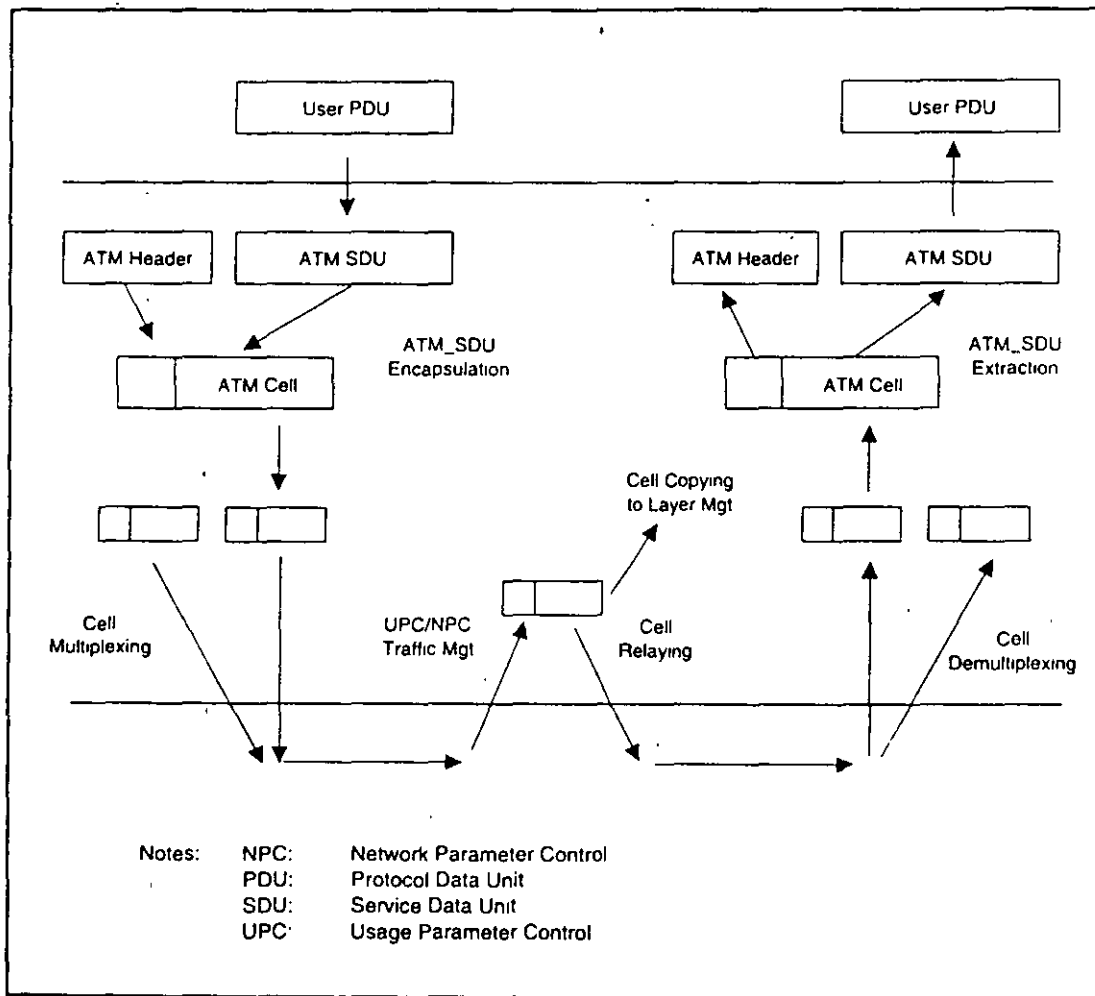 User PDU
User PDU
ATM Header
ATM SDU
ATM Header
ATM SDU
ATM_SDU
Encapsulation
ATM_SDU
Extraction
ATM Cell
ATM Cell
Cell Copying
to Layer Mgt
Cell
Multiplexing
UPC/NPC
Traffic Mgt
Cell
Relaying
Cell
Demultiplexing
Notes: NPC: Network Parameter Control
PDU: Protocol Data Unit
SDU: Service Data Unit
UPC: Usage Parameter Control